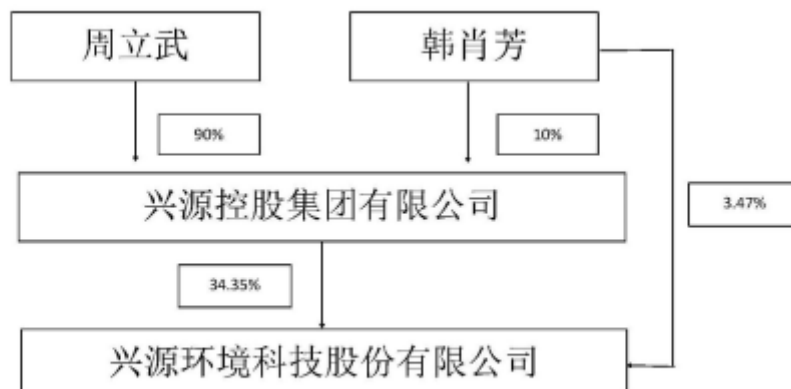 周立武
韩肖芳
90%
10%
兴源控股集团有限公司
3.47%
34.35%
兴源环境科技股份有限公司